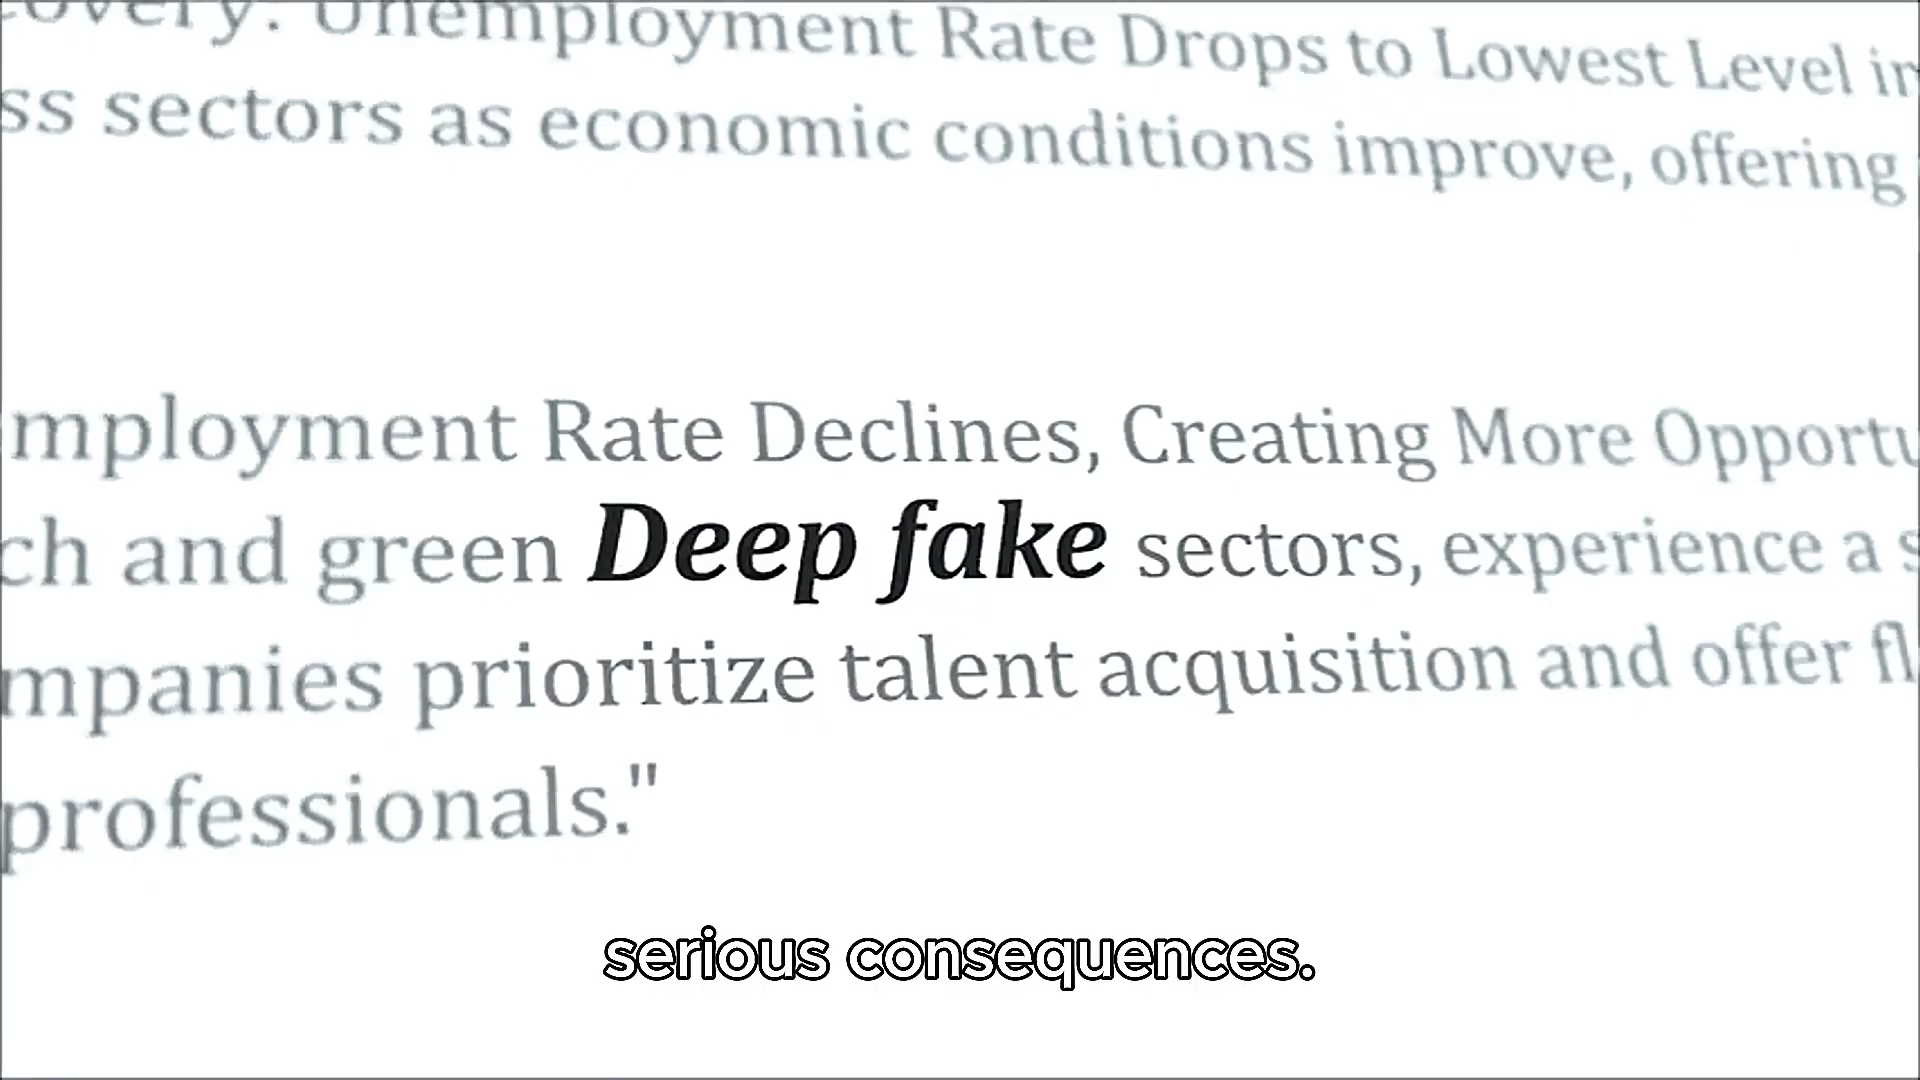 overy. Unemployment Rate Drops to Lowest Level in
ss sectors as economic conditions improve, offering
mployment Rate Declines, Creating More Opportu
ch and green Deep fake sectors, experience a s
mpanies prioritize talent acquisition and offer fl
professionals."
serious consequences.